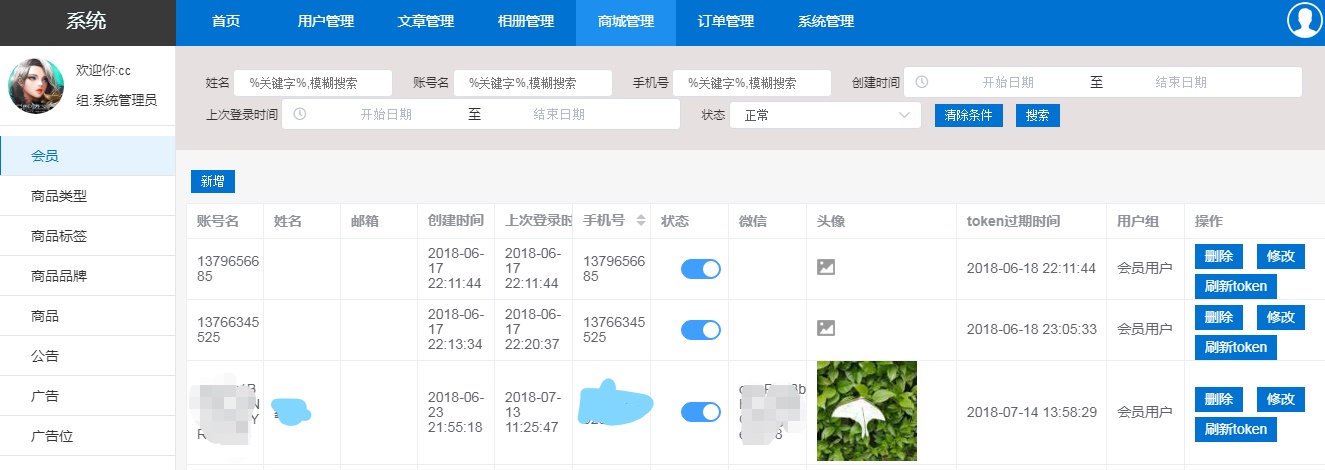 系统 首页 用户管理 文章管理 相册管理 商城管理 订单管理 系统管理
欢迎你:cc
组:系统管理员
姓名 %关键字%,模糊搜索 账号名 %关键字%,模糊搜索 手机号 %关键字%,模糊搜索 创建时间 开始日期 至 结束日期
上次登录时间 开始日期 至 结束日期 状态 正常 清除条件 搜索
会员
商品类型
商品标签
商品品牌
商品
公告
广告
广告位
新增
账号名 姓名 邮箱 创建时间 上次登录时 手机号 状态 微信 头像 token过期时间 用户组 操作
13796566
85
2018-06-
17
22:11:44
2018-06-
17
22:11:44
13796566
85
2018-06-18 22:11:44 会员用户 删除 修改
刷新token
13766345
525
2018-06-
17
22:13:34
2018-06-
17
22:20:37
13766345
525
2018-06-18 23:05:33 会员用户 删除 修改
刷新token
2018-06-
23
21:55:18
2018-07-
13
11:25:47
2018-07-14 13:58:29 会员用户 删除 修改
刷新token